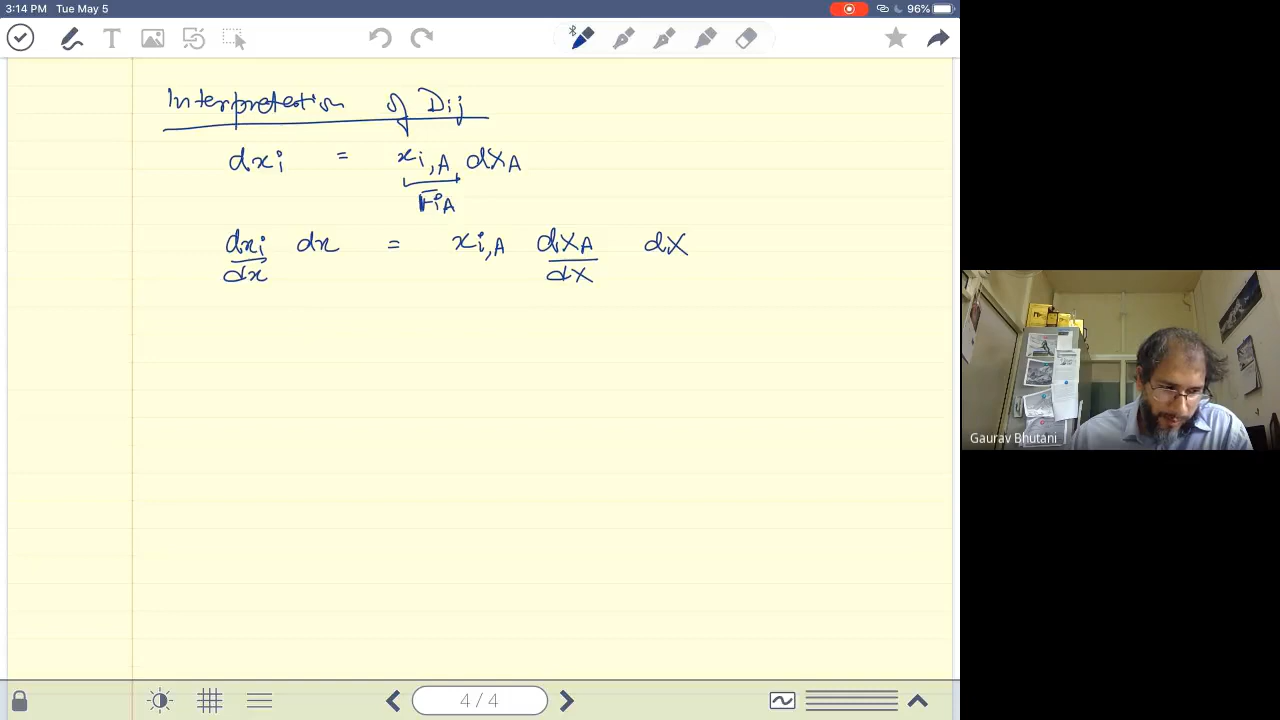 3:14 PM Tue May 5
96%
T
Interpretation of Dij
dxi = xi,A dXA
FiA
dxi dx = xi,A dXA dX
dx dX
Gaurav Bhutani
4 / 4